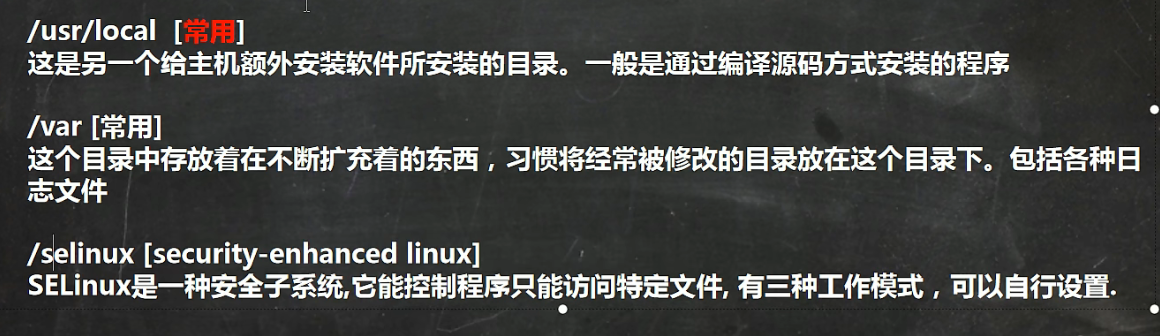 /usr/local [常用]
这是另一个给主机额外安装软件所安装的目录。一般是通过编译源码方式安装的程序
/var [常用]
这个目录中存放着在不断扩充着的东西，习惯将经常被修改的目录放在这个目录下。包括各种日
志文件
/selinux [security-enhanced linux]
SELinux是一种安全子系统,它能控制程序只能访问特定文件, 有三种工作模式，可以自行设置.